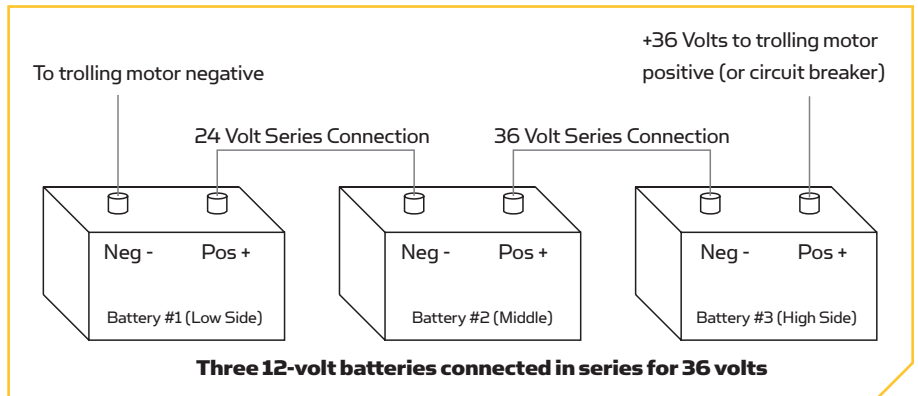 +36 Volts to trolling motor
positive (or circuit breaker)
To trolling motor negative
24 Volt Series Connection
36 Volt Series Connection
Neg -
Pos +
Battery #1 (Low Side)
Neg -
Pos +
Battery #2 (Middle)
Neg -
Pos +
Battery #3 (High Side)
Three 12-volt batteries connected in series for 36 volts